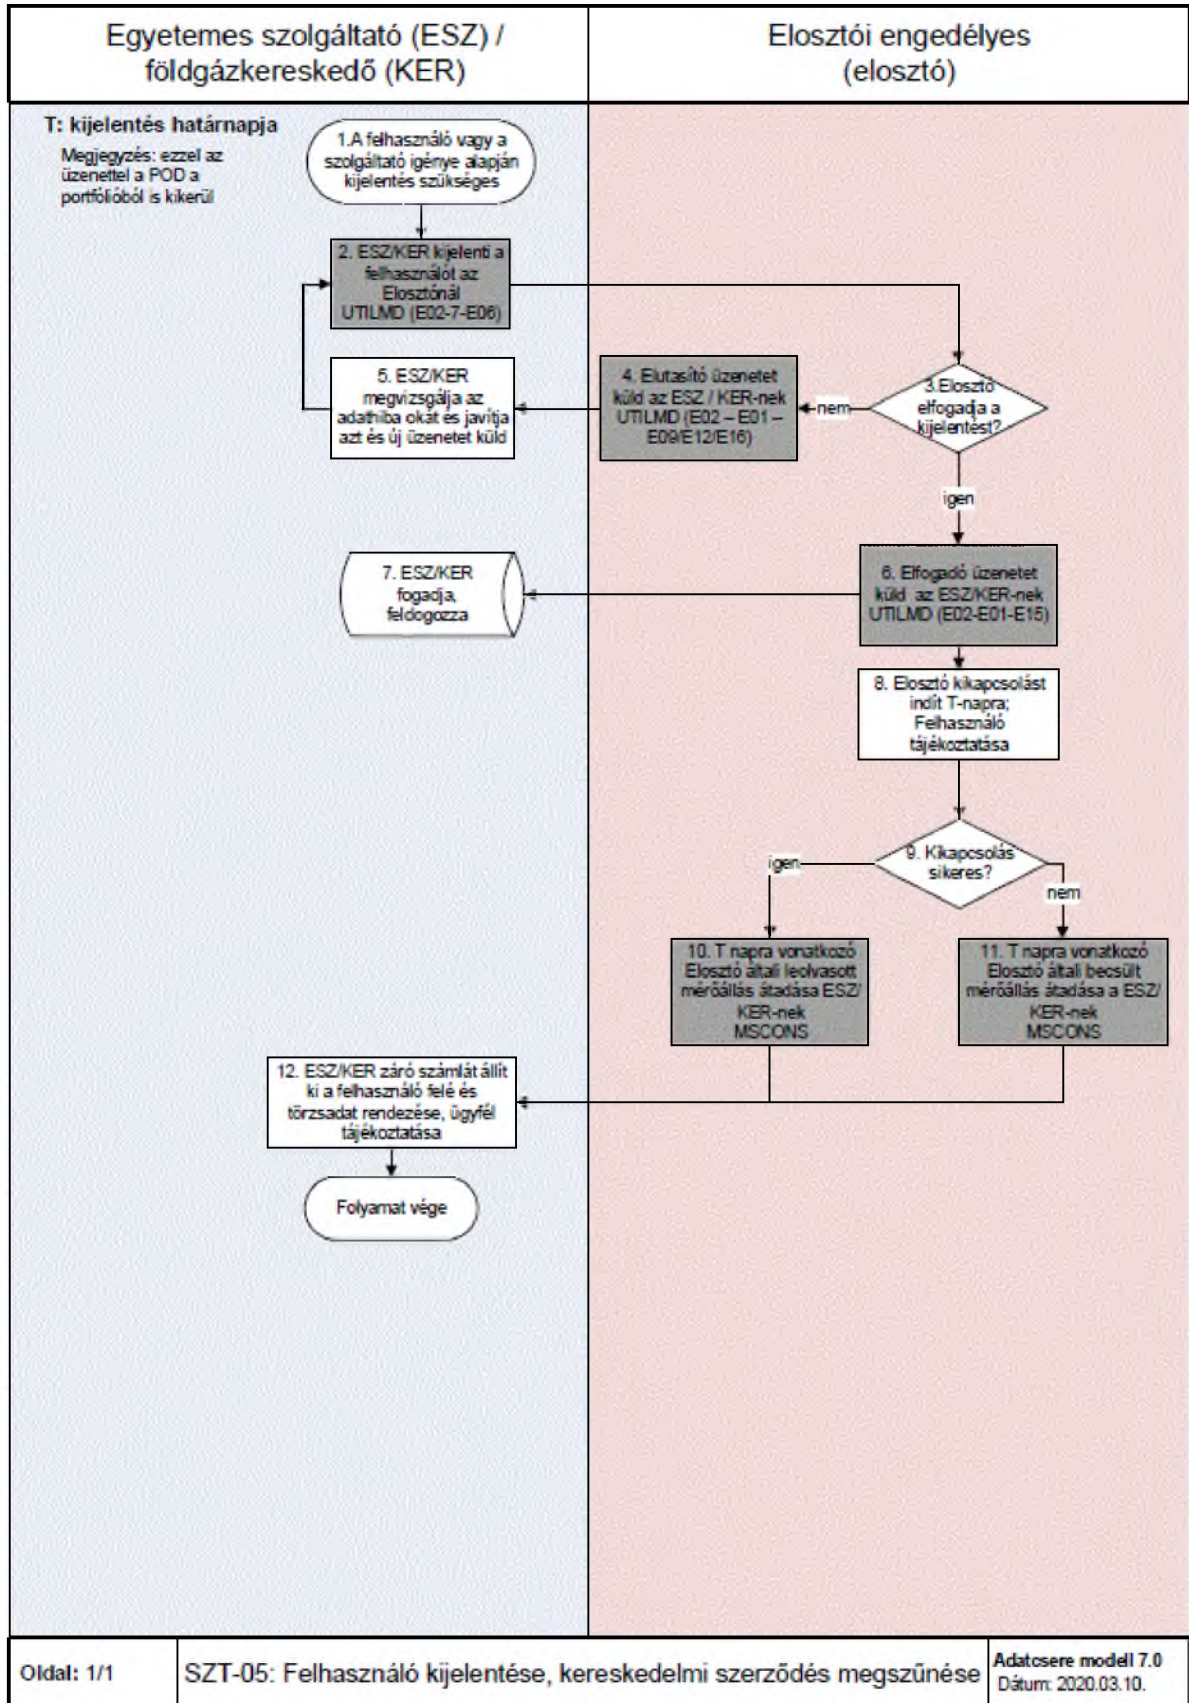 Egyetemes szolgáltató (ESZ) /
földgázkereskedő (KER)
Elosztói engedélyes
(elosztó)
T: kijelentés határnapja
Megjegyzés: ezzel az
üzenettel a POD a
portfólióból is kikerül
1.A felhasználó vagy a
szolgáltató igénye alapján
kijelentés szükséges
2. ESZ/KER kijelenti a
felhasználót az
Elosztónál
UTILMD (E02-7-E06)
3.Elosztó
elfogadja a
kijelentést?
nem
4. Elutasító üzenetet
küld az ESZ / KER-nek
UTILMD (E02 – E01 –
E09/E12/E16)
5. ESZ/KER
megvizsgálja az
adathiba okát és javítja
azt és új üzenetet küld
igen
6. Elfogadó üzenetet
küld az ESZ/KER-nek
UTILMD (E02-E01-E15)
7. ESZ/KER
fogadja,
feldogozza
8. Elosztó kikapcsolást
indít T-napra;
Felhasználó
tájékoztatása
9. Kikapcsolás
sikeres?
igen
nem
10. T napra vonatkozó
Elosztó általi leolvasott
mérőállás átadása ESZ/
KER-nek
MSCONS
11. T napra vonatkozó
Elosztó általi becsült
mérőállás átadása a ESZ/
KER-nek
MSCONS
12. ESZ/KER záró számlát állít
ki a felhasználó felé és
törzsadat rendezése, ügyfél
tájékoztatása
Folyamat vége
Oldal: 1/1
SZT-05: Felhasználó kijelentése, kereskedelmi szerződés megszűnése
Adatcsere modell 7.0
Dátum: 2020.03.10.